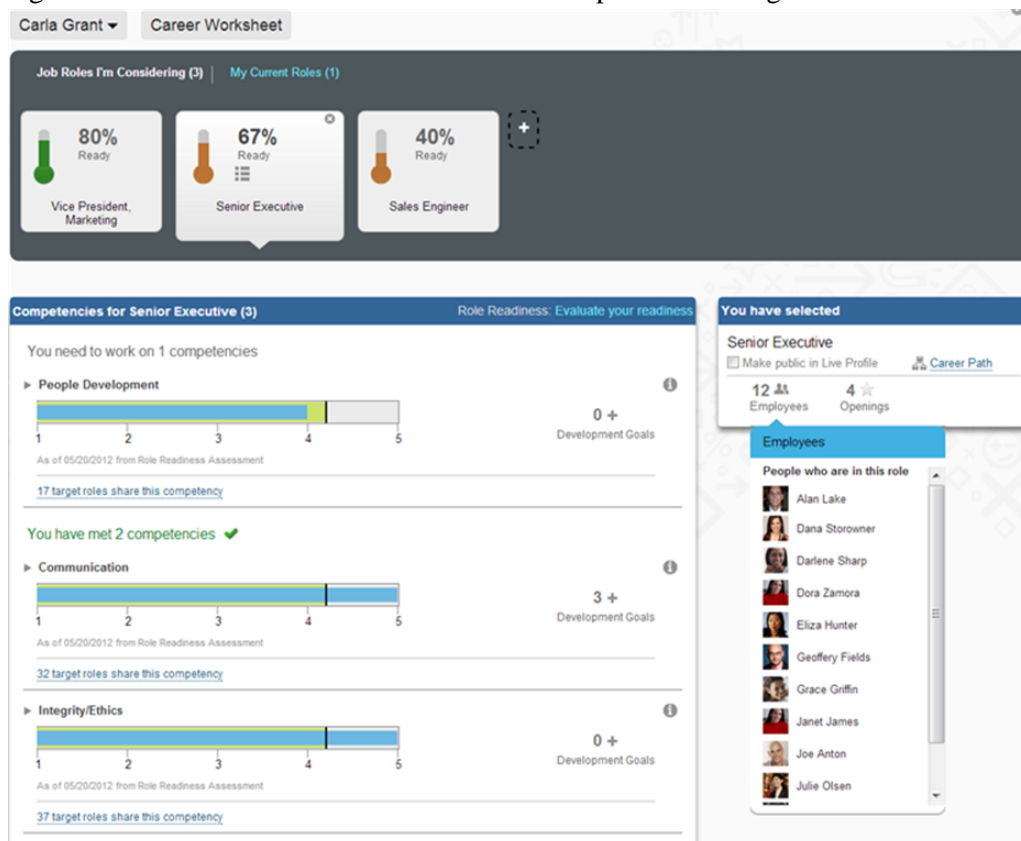 Carla Grant
Career Worksheet
Job Roles I'm Considering (3) | My Current Roles (1)
80%
Ready
Vice President,
Marketing
67%
Ready
Senior Executive
40%
Ready
Sales Engineer
+
Competencies for Senior Executive (3)
Role Readiness: Evaluate your readiness
You need to work on 1 competencies
People Development
1 2 3 4 5
0 +
Development Goals
As of 05/20/2012 from Role Readiness Assessment
17 target roles share this competency
You have met 2 competencies
Communication
1 2 3 4 5
3 +
Development Goals
As of 05/20/2012 from Role Readiness Assessment
32 target roles share this competency
Integrity/Ethics
1 2 3 4 5
0 +
Development Goals
As of 05/20/2012 from Role Readiness Assessment
37 target roles share this competency
You have selected
Senior Executive
Make public in Live Profile
Career Path
12
Employees
4
Openings
Employees
People who are in this role
Alan Lake
Dana Storowner
Darlene Sharp
Dora Zamora
Eliza Hunter
Geoffery Fields
Grace Griffin
Janet James
Joe Anton
Julie Olsen